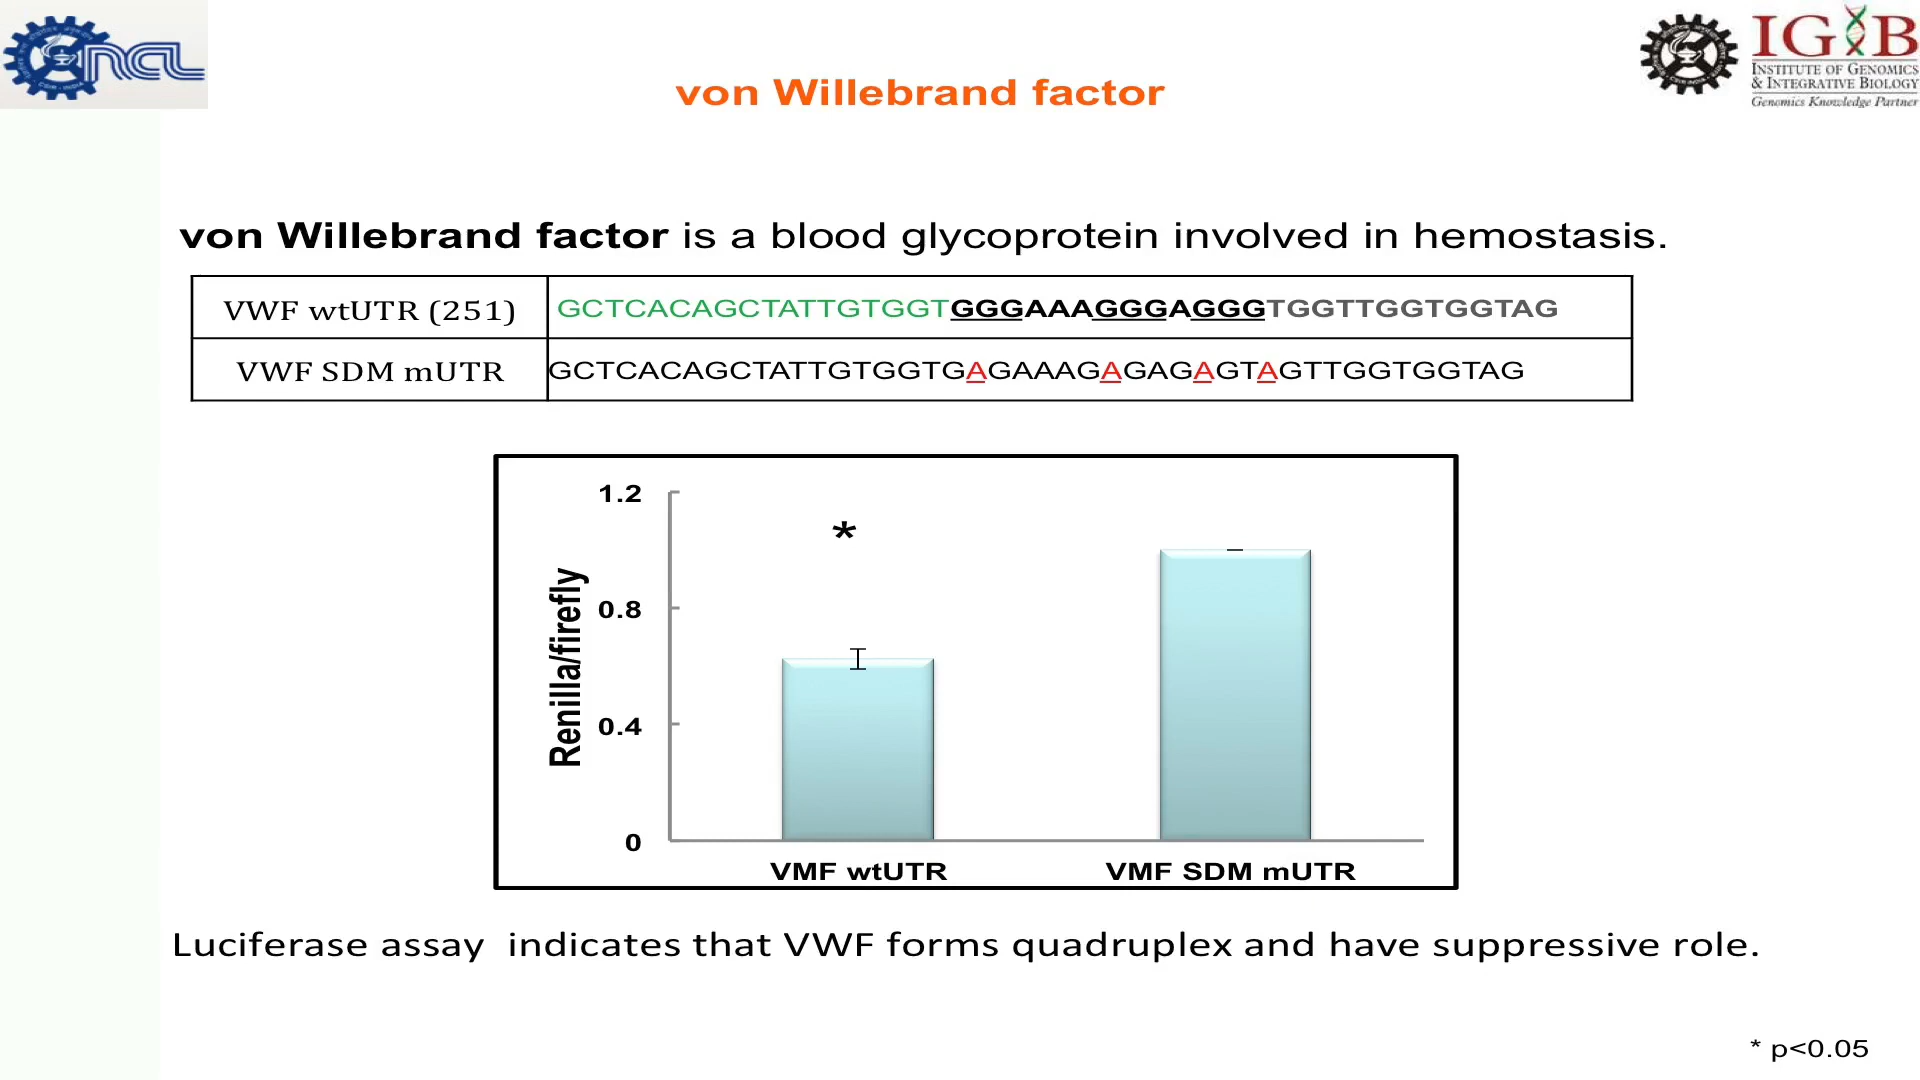 ncl
IGIB
INSTITUTE OF GENOMICS
& INTEGRATIVE BIOLOGY
Genomics Knowledge Partner
von Willebrand factor
von Willebrand factor is a blood glycoprotein involved in hemostasis.
VWF wtUTR (251) GCTCACAGCTATTGTGGTGGGAAAGGGAGGGTGGTTGGTGGTAG
VWF SDM mUTR GCTCACAGCTATTGTGGTGAGAAAGAGAGAGTAGTTGGTGGTAG
1.2
*
0.8
Renilla/firefly
0.4
0
VMF wtUTR VMF SDM mUTR
Luciferase assay indicates that VWF forms quadruplex and have suppressive role.
* p<0.05